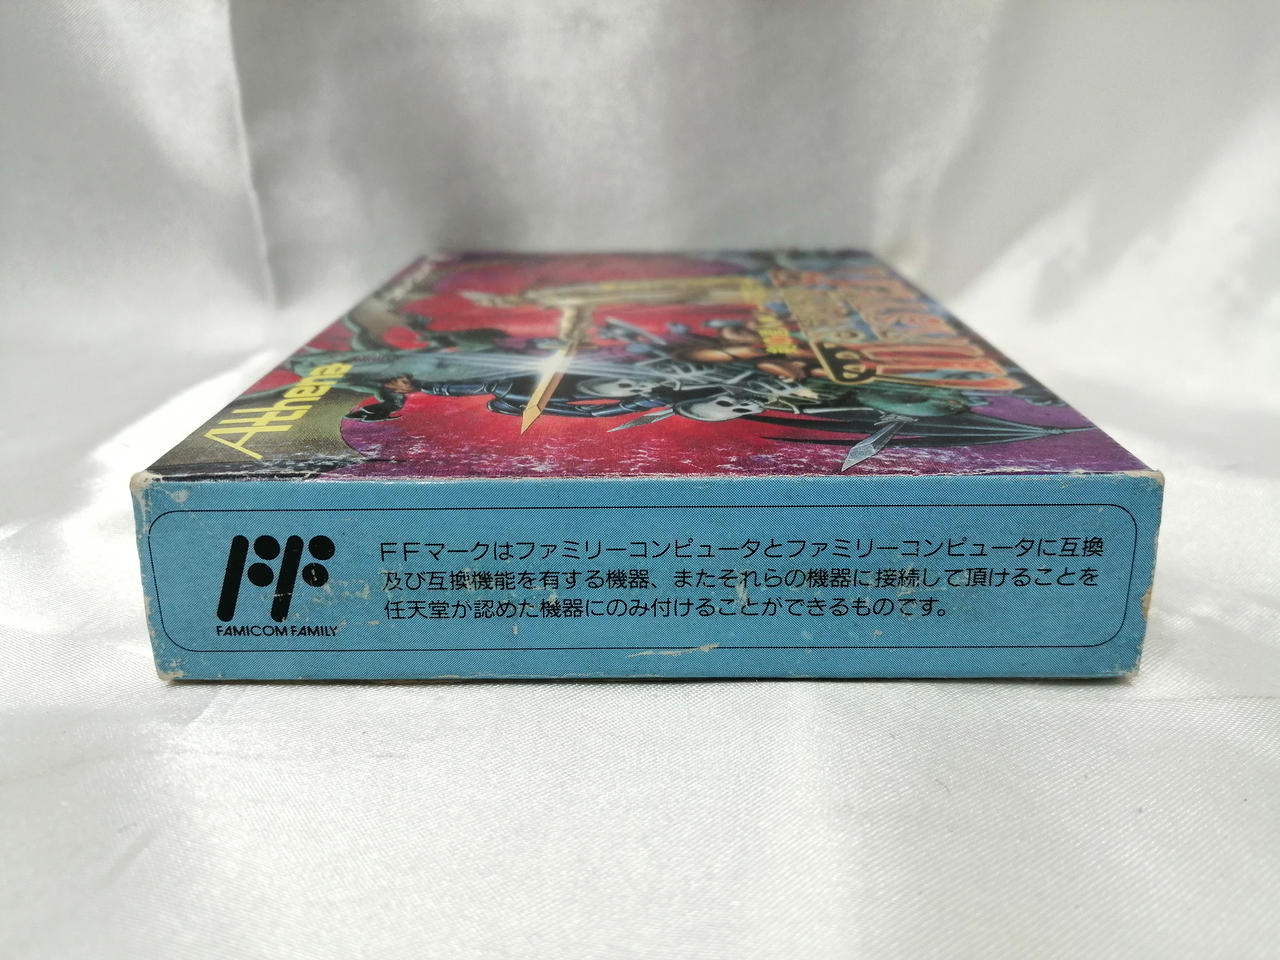 Athena
FAMICOM FAMILY
FFマークはファミリーコンピュータとファミリーコンピュータに互換
及び互換機能を有する機器、またそれらの機器に接続して頂けることを
任天堂が認めた機器にのみ付けることができるものです。